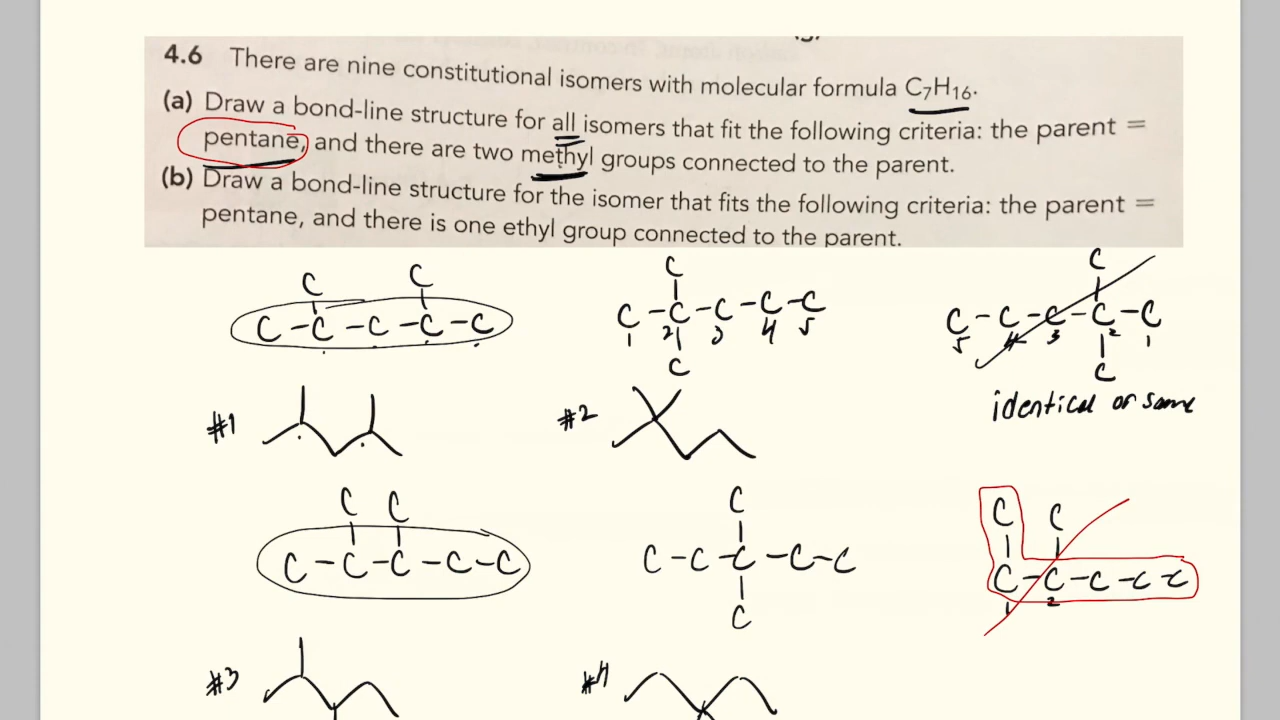 4.6 There are nine constitutional isomers with molecular formula C₇H₁₆.
(a) Draw a bond-line structure for all isomers that fit the following criteria: the parent =
pentane, and there are two methyl groups connected to the parent.
(b) Draw a bond-line structure for the isomer that fits the following criteria: the parent =
pentane, and there is one ethyl group connected to the parent.
C C
C-C-C-C-C
C
C-C-C-C-C
1 2 3 4 5
C
C
C-C-C-C-C
5 4 3 2 1
C
identical or same
#1
#2
C C
C-C-C-C-C
C
C-C-C-C-C
C
C C
C-C-C-C-C
1 2
#3
#4